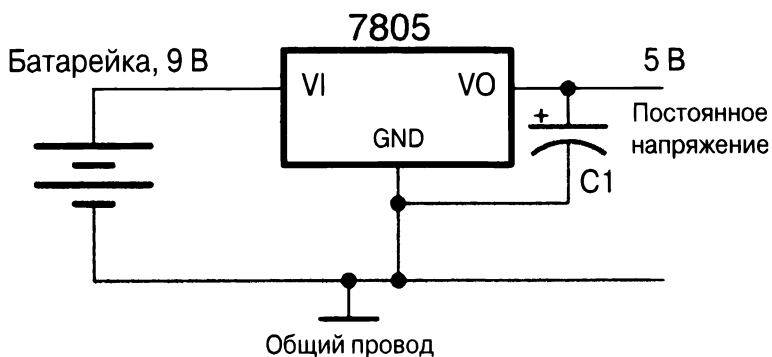 7805
Батарейка, 9 В
5 В
VI
VO
GND
+
Постоянное
напряжение
C1
Общий провод